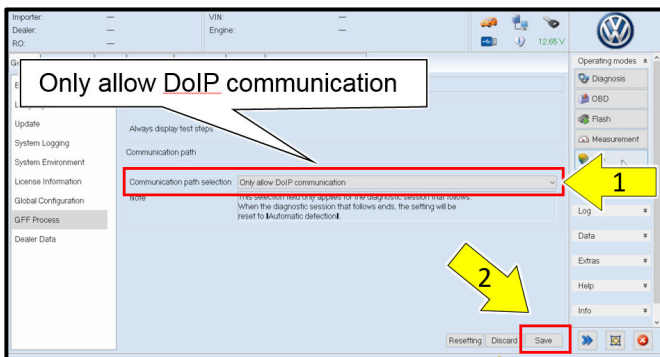 Importer: — VIN: —
Dealer: — Engine: —
RO: — 12.65 V
Operating modes
Only allow DoIP communication
Diagnosis
OBD
Flash
Measurement
Update
Always display test steps
System Logging
Communication path
System Environment
License Information
Communication path selection Only allow DoIP communication
1
Note This selection field only applies for the diagnostic session that follows.
When the diagnostic session that follows ends, the setting will be
reset to lAutomatic detectionl.
Global Configuration
GFF Process
Dealer Data
Log
Data
Extras
2
Help
Info
Resetting Discard Save